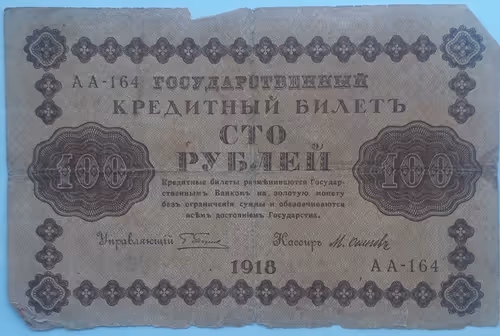 АА-164 ГОСУДАРСТВЕННЫЙ
КРЕДИТНЫЙ БИЛЕТЪ
СТО
РУБЛЕЙ
100 100
Кредитные билеты размѣниваются Государ-
ственнымъ Банкомъ на золотую монету
безъ ограниченія суммы и обезпечиваются
всѣмъ достояніемъ Государства.
Управляющій Кассиръ
1918
АА-164